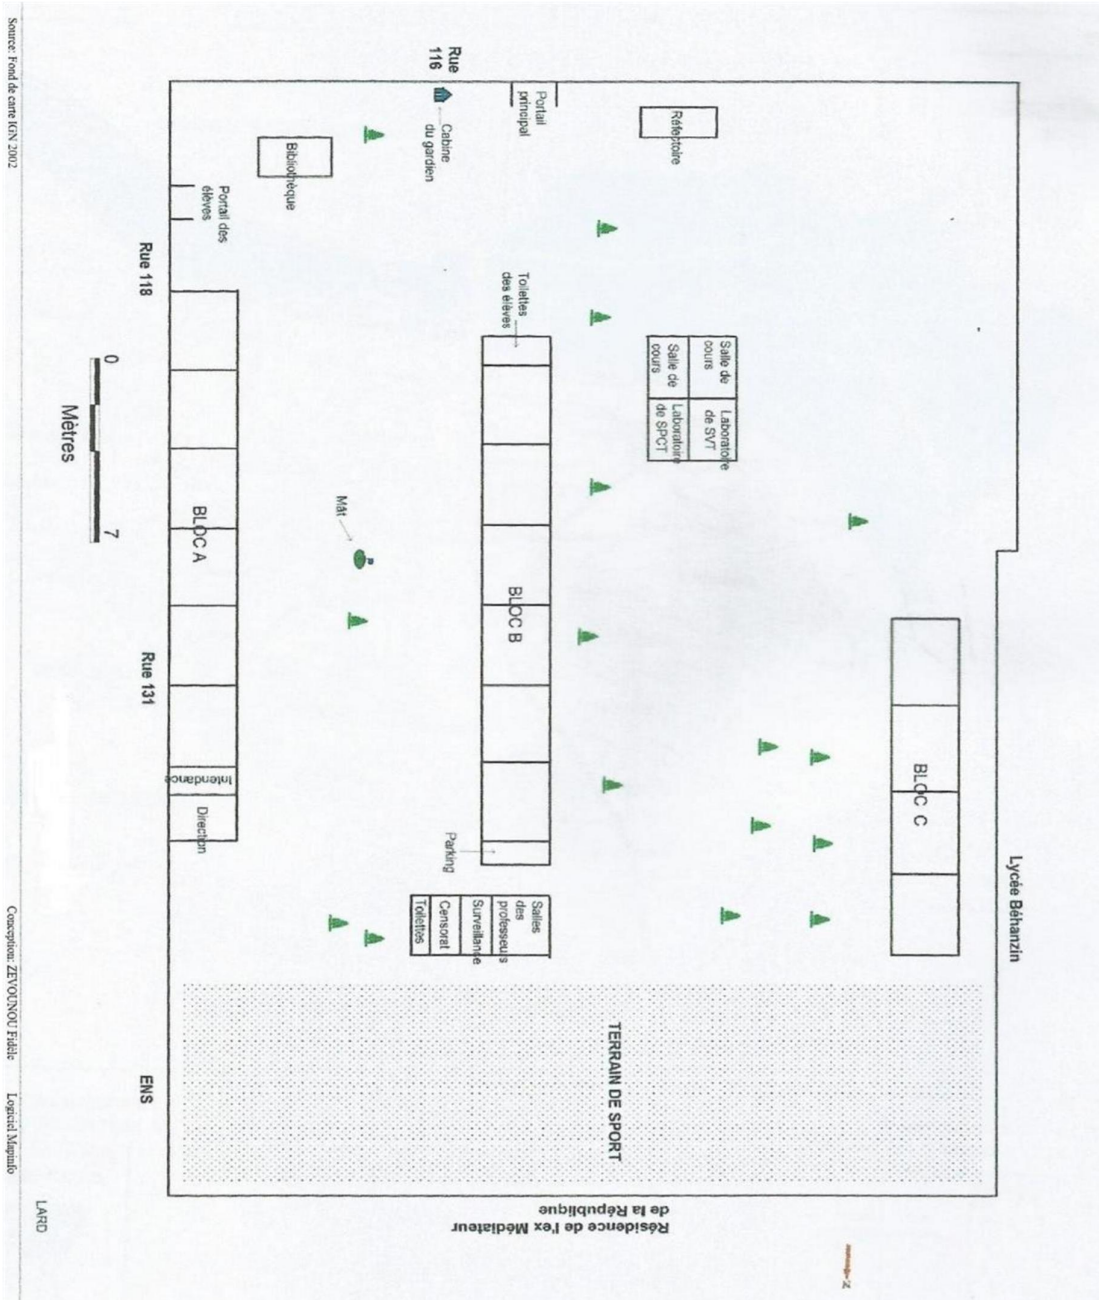 Lycée Béhanzin
BLOC C
Réfectoire
Salle de
cours
Laboratoire
de SVT
Salle de
cours
Laboratoire
de SPCT
TERRAIN DE SPORT
Résidence de l'ex Médiateur
de la République
Portail
principal
Toilettes
des élèves
BLOC B
Parking
Salles
des
professeurs
Surveillance
Censorat
Toilettes
Rue
116
Cabine
du gardien
Bibliothèque
Mât
Portail des
élèves
BLOC A
Intendance
Direction
Rue 118
Rue 131
ENS
0
7
Mètres
LARD
Source: Fond de carte IGN 2002
Conception: ZEVOUNOU Fidèle
Logiciel Mapinfo
N